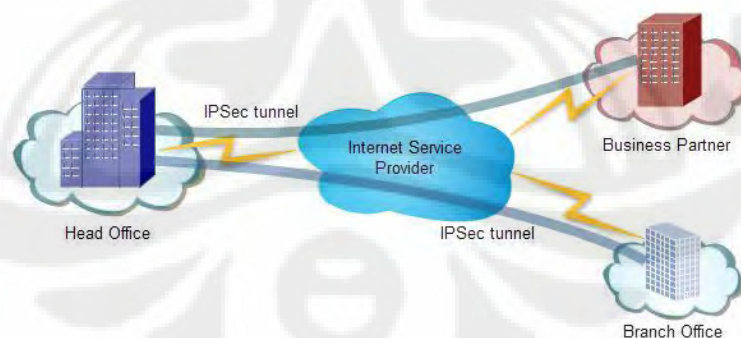 IPSec tunnel
Internet Service
Provider
Business Partner
Head Office
IPSec tunnel
Branch Office